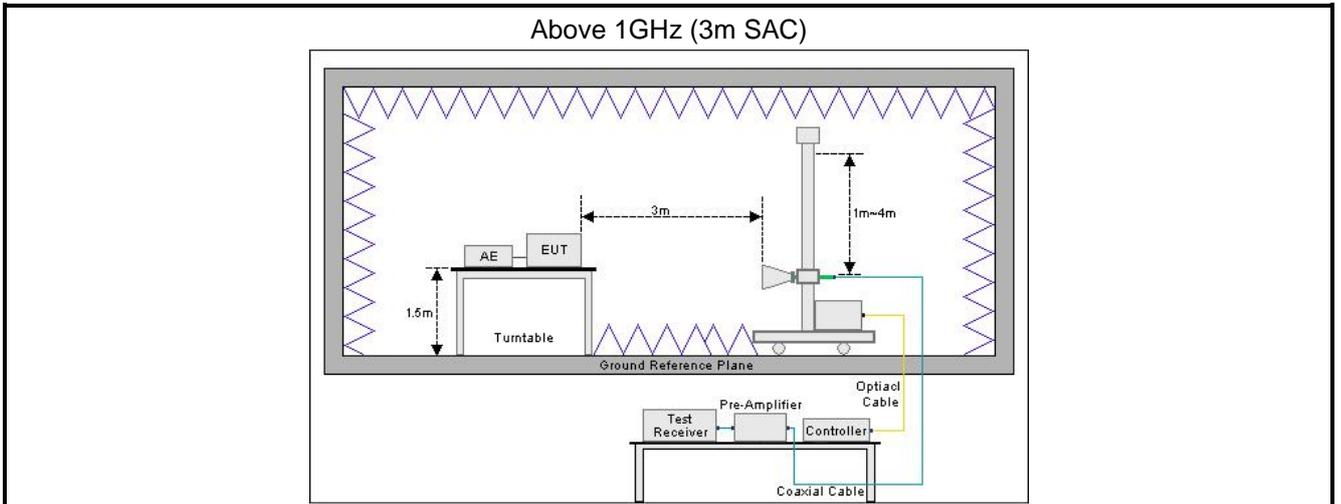 Above 1GHz (3m SAC)
3m
1m~4m
AE
EUT
1.5m
Turntable
Ground Reference Plane
Optiacl
Cable
Pre-Amplifier
Test
Receiver
Controller
Coaxial Cable